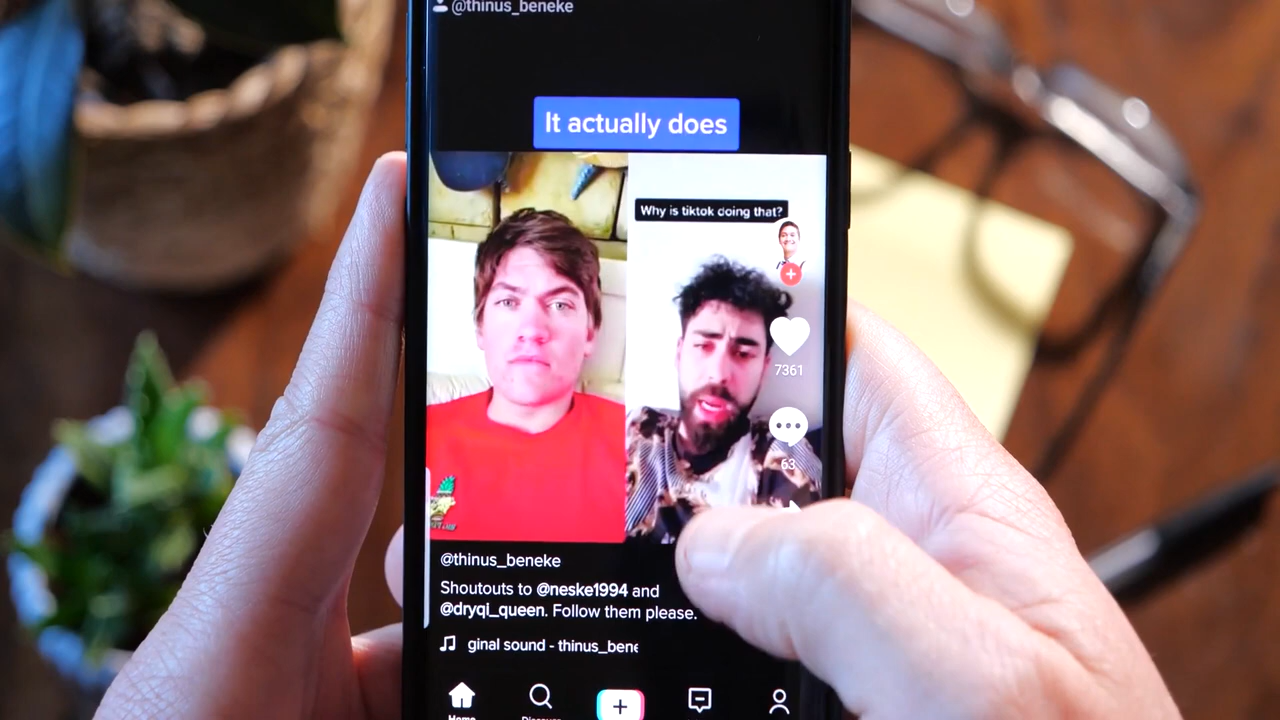 @thinus_beneke
It actually does
Why is tiktok doing that?
7361
63
@thinus_beneke
Shoutouts to @neske1994 and
@dryqi_queen. Follow them please.
ginal sound - thinus_bene
Home
Discover